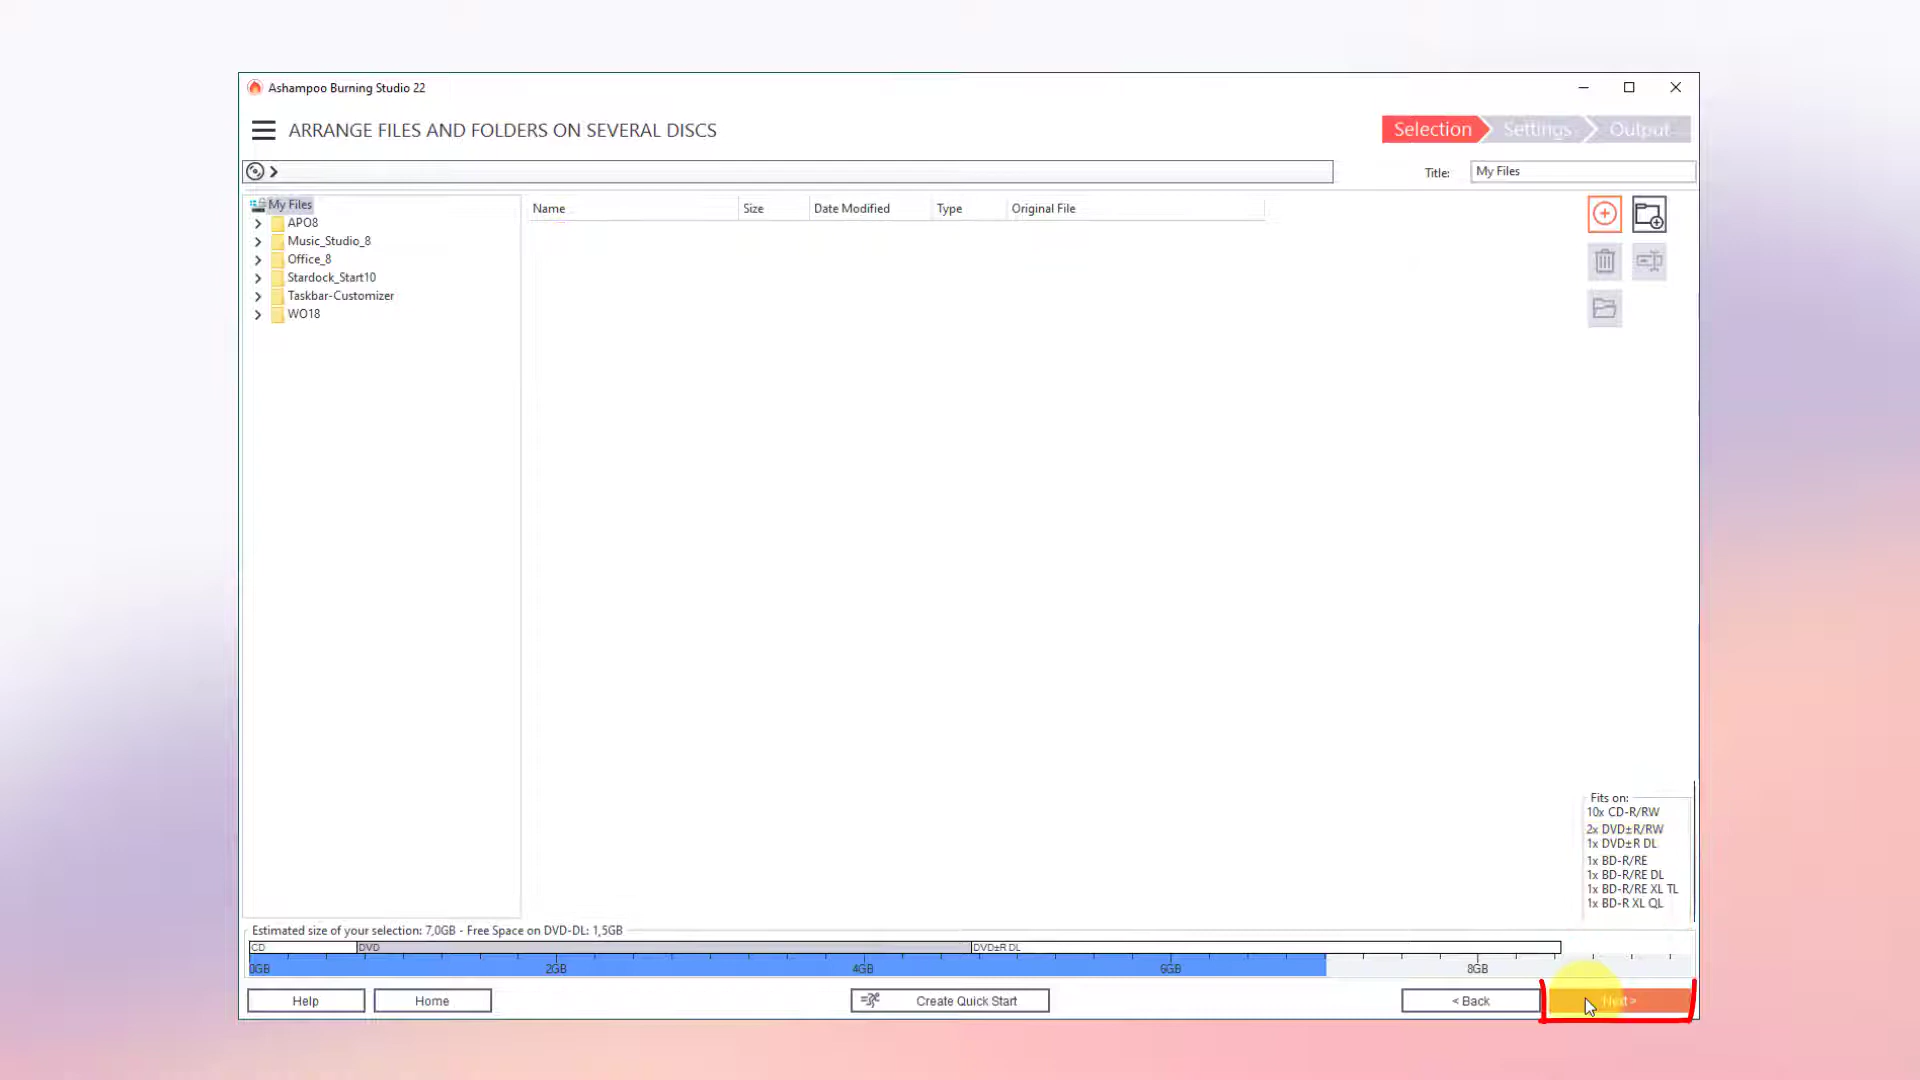 Ashampoo Burning Studio 22
ARRANGE FILES AND FOLDERS ON SEVERAL DISCS
Selection
Settings
Output
Title:
My Files
My Files
APO8
Music_Studio_8
Office_8
Stardock_Start10
Taskbar-Customizer
WO18
Name
Size
Date Modified
Type
Original File
Fits on:
10x CD-R/RW
2x DVD±R/RW
1x DVD±R DL
1x BD-R/RE
1x BD-R/RE DL
1x BD-R/RE XL TL
1x BD-R XL QL
Estimated size of your selection: 7,0GB - Free Space on DVD-DL: 1,5GB
CD
DVD
DVD±R DL
0GB
2GB
4GB
6GB
8GB
Help
Home
Create Quick Start
< Back
Next >